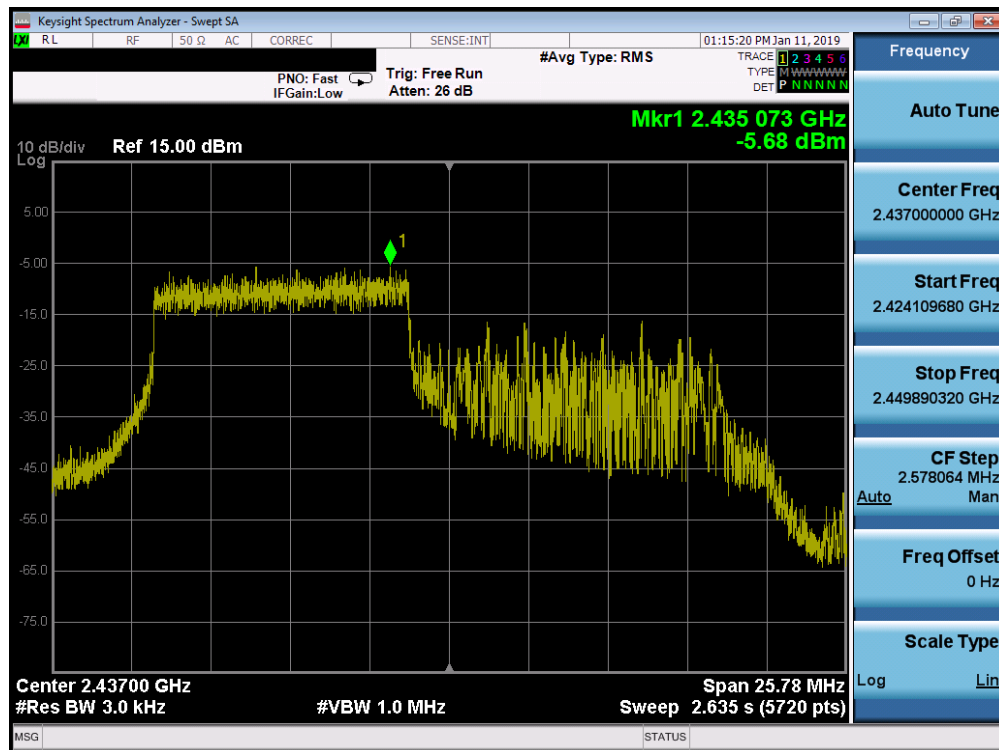 Keysight Spectrum Analyzer - Swept SA
LXI RL RF 50 Ω AC CORREC SENSE:INT 01:15:20 PM Jan 11, 2019
#Avg Type: RMS TRACE 1 2 3 4 5 6
PNO: Fast Trig: Free Run TYPE M WWWWW
IFGain:Low Atten: 26 dB DET P N N N N N
Mkr1 2.435 073 GHz
-5.68 dBm
10 dB/div Ref 15.00 dBm
Log
1
5.00
-5.00
-15.0
-25.0
-35.0
-45.0
-55.0
-65.0
-75.0
Center 2.43700 GHz Span 25.78 MHz
#Res BW 3.0 kHz #VBW 1.0 MHz Sweep 2.635 s (5720 pts)
MSG STATUS
Frequency
Auto Tune
Center Freq
2.437000000 GHz
Start Freq
2.424109680 GHz
Stop Freq
2.449890320 GHz
CF Step
2.578064 MHz
Auto Man
Freq Offset
0 Hz
Scale Type
Log Lin